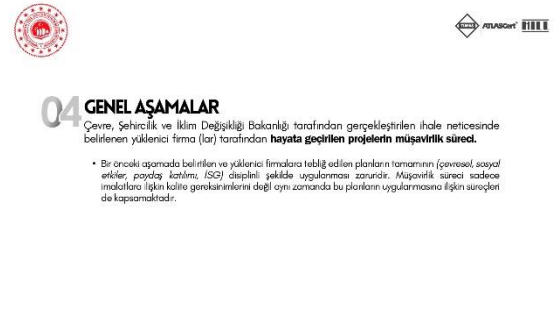 ATLASCert
04
GENEL AŞAMALAR
Çevre, Şehircilik ve İklim Değişikliği Bakanlığı tarafından gerçekleştirilen ihale neticesinde
belirlenen yüklenici firma (lar) tarafından hayata geçirilen projelerin müşavirlik süreci.
• Bir önceki aşamada belirtilen ve yüklenici firmalara tebliğ edilen planların tamamının (çevresel, sosyal
etkiler, paydaş katılımı, İSG) disiplinli şekilde uygulanması zaruridir. Müşavirlik süreci sadece
imalatlara ilişkin kalite gereksinimlerini değil aynı zamanda bu planların uygulanmasına ilişkin süreçleri
de kapsamaktadır.